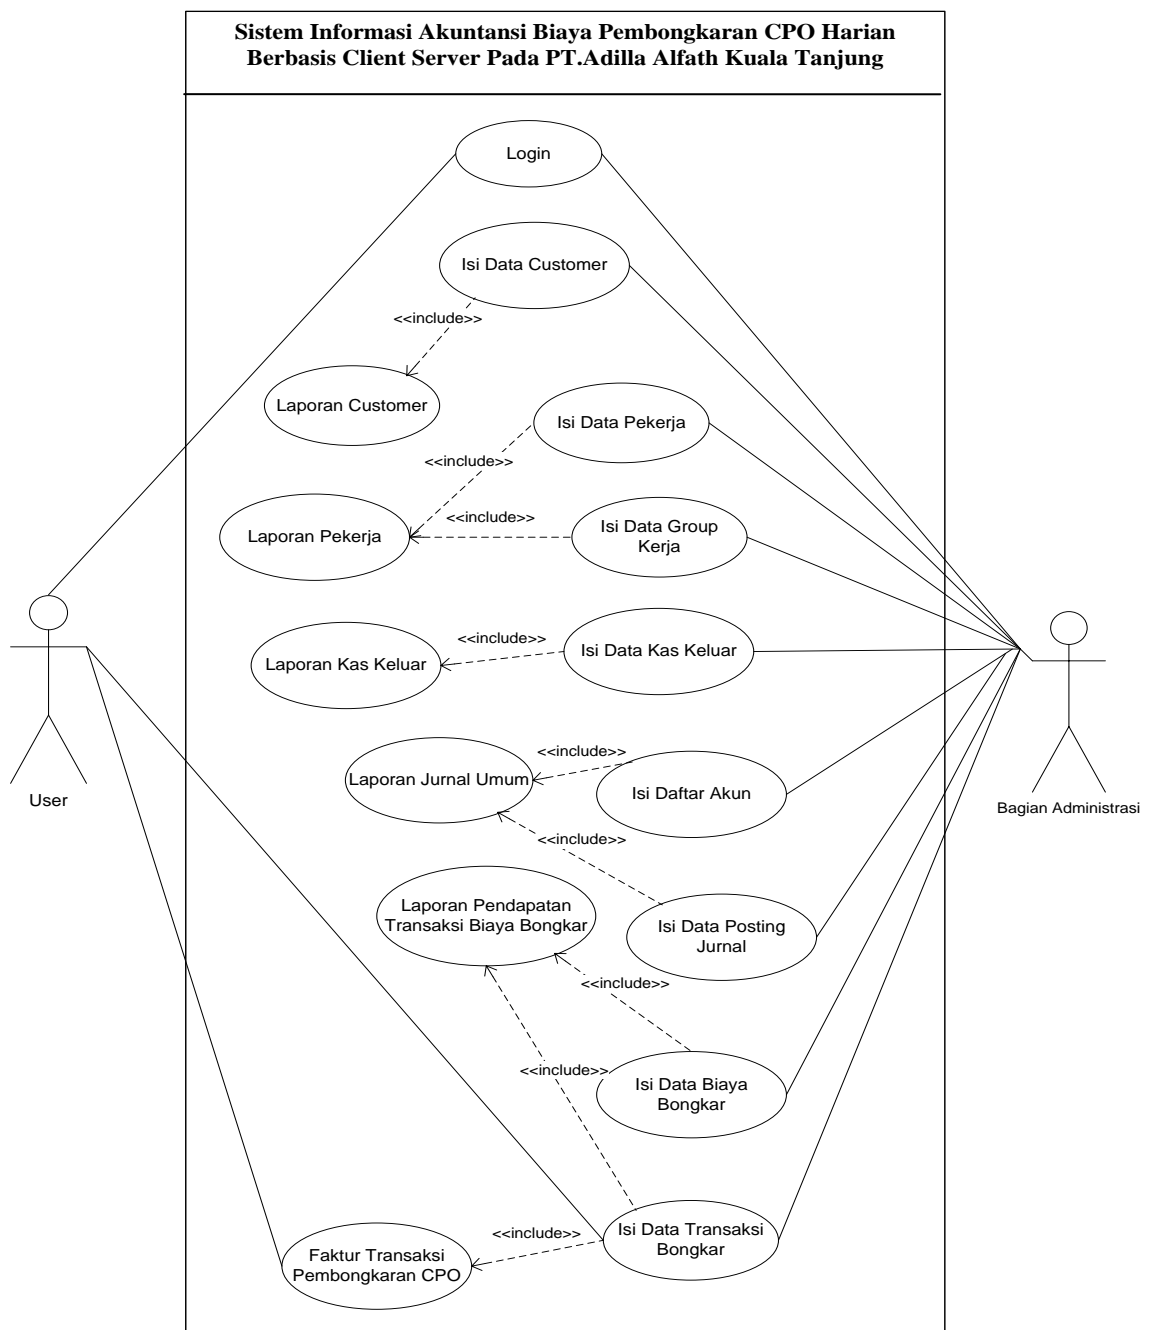 Sistem Informasi Akuntansi Biaya Pembongkaran CPO Harian
Berbasis Client Server Pada PT.Adilla Alfath Kuala Tanjung
Login
Isi Data Customer
<<include>>
Laporan Customer
Isi Data Pekerja
<<include>>
<<include>>
Laporan Pekerja
Isi Data Group
Kerja
<<include>>
Laporan Kas Keluar
Isi Data Kas Keluar
<<include>>
Laporan Jurnal Umum
Isi Daftar Akun
User
Bagian Administrasi
<<include>>
Laporan Pendapatan
Transaksi Biaya Bongkar
Isi Data Posting
Jurnal
<<include>>
<<include>>
Isi Data Biaya
Bongkar
<<include>>
Isi Data Transaksi
Bongkar
Faktur Transaksi
Pembongkaran CPO